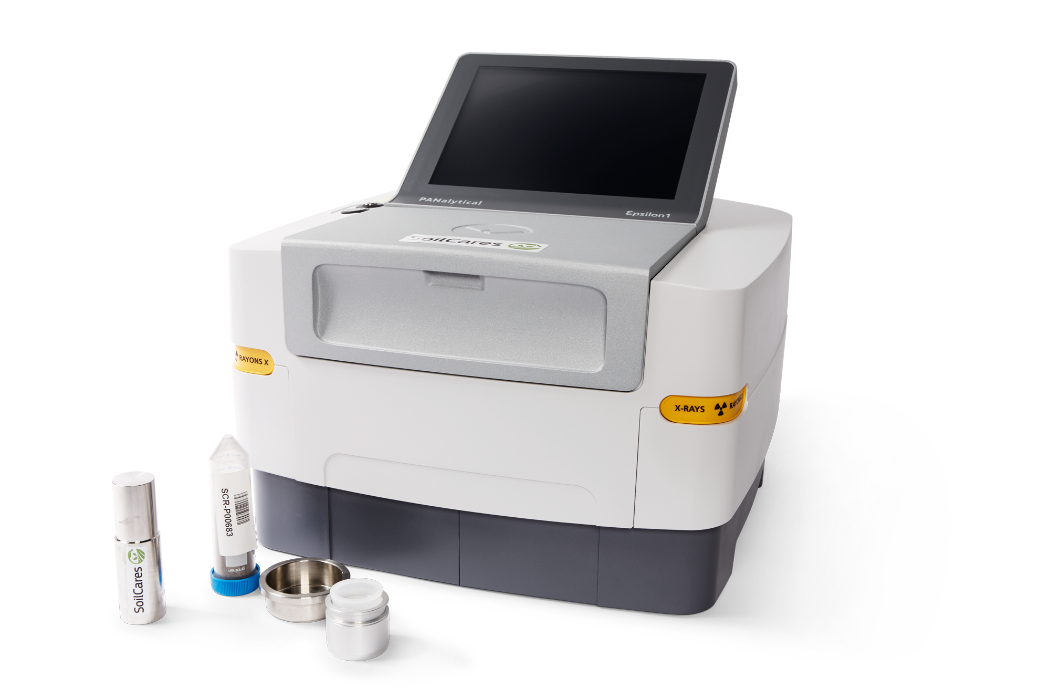 PANalytical
Epsilon1
SoilCares
RAYONS X
X-RAYS
SCR-P00683
SoilCares